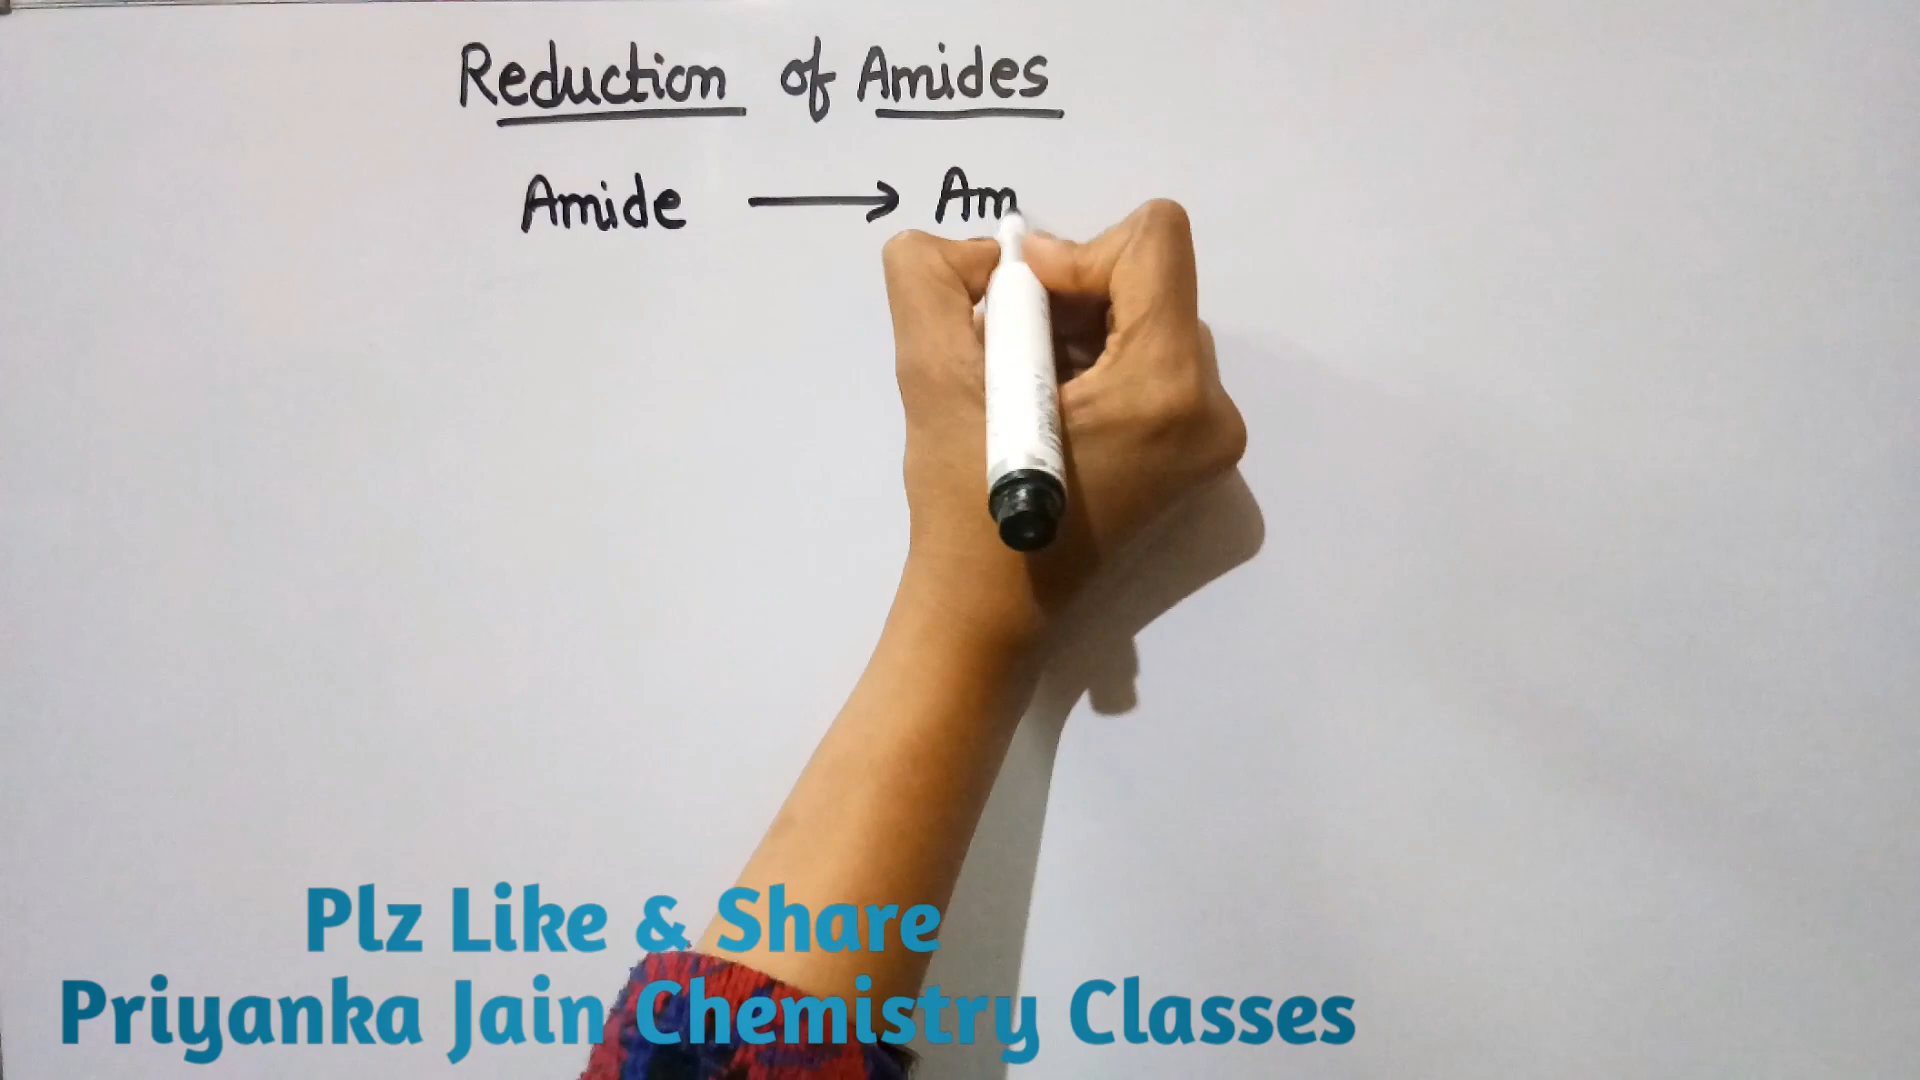 Reduction of Amides
Amide → Am
Plz Like & Share
Priyanka Jain Chemistry Classes